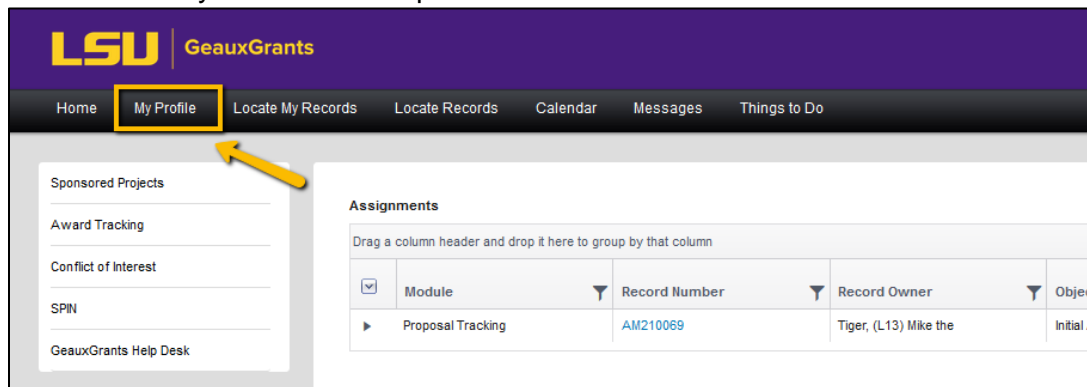 LSU GeauxGrants
Home My Profile Locate My Records Locate Records Calendar Messages Things to Do
Sponsored Projects
Award Tracking
Conflict of Interest
SPIN
GeauxGrants Help Desk
Assignments
Drag a column header and drop it here to group by that column
Module Record Number Record Owner Objec
Proposal Tracking AM210069 Tiger, (L13) Mike the Initial